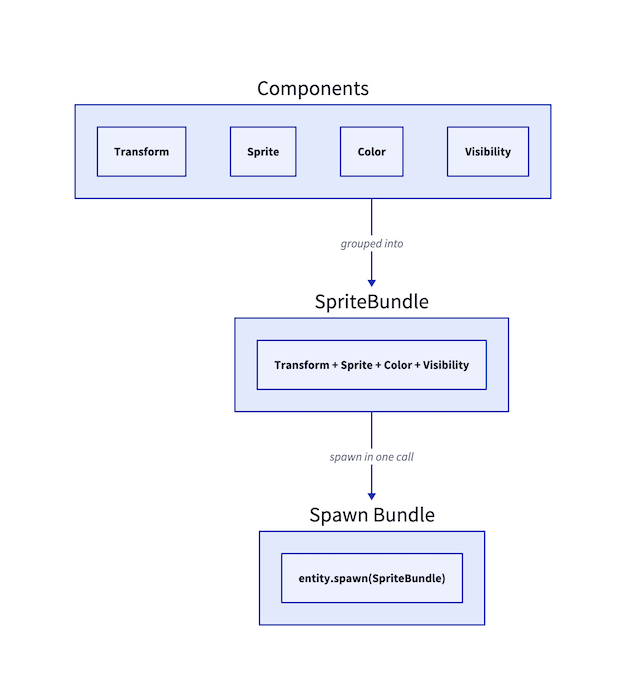 Components
Transform
Sprite
Color
Visibility
grouped into
SpriteBundle
Transform + Sprite + Color + Visibility
spawn in one call
Spawn Bundle
entity.spawn(SpriteBundle)